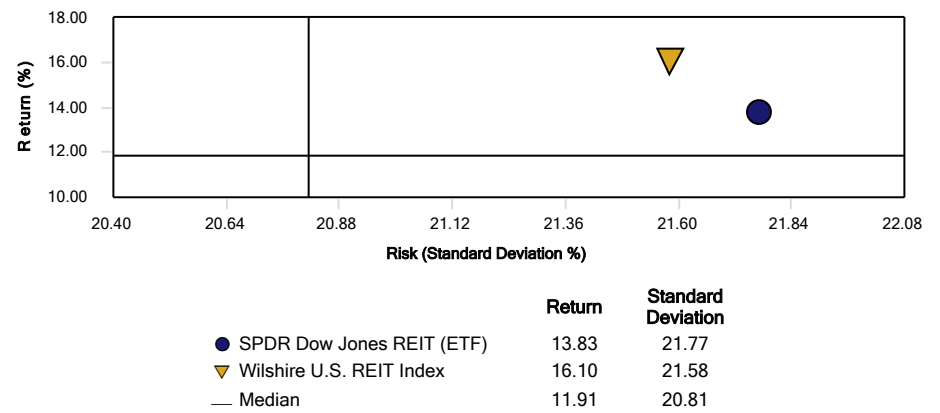 18.00
16.00
14.00
12.00
10.00
Return (%)
20.40 20.64 20.88 21.12 21.36 21.60 21.84 22.08
Risk (Standard Deviation %)
Return Standard Deviation
SPDR Dow Jones REIT (ETF) 13.83 21.77
Wilshire U.S. REIT Index 16.10 21.58
Median 11.91 20.81